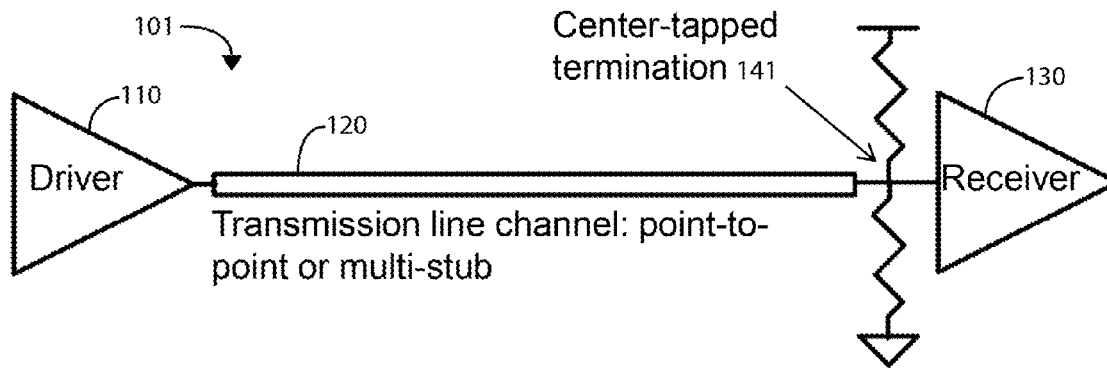 101
Center-tapped
termination 141
110
130
120
Driver
Receiver
Transmission line channel: point-to-
point or multi-stub